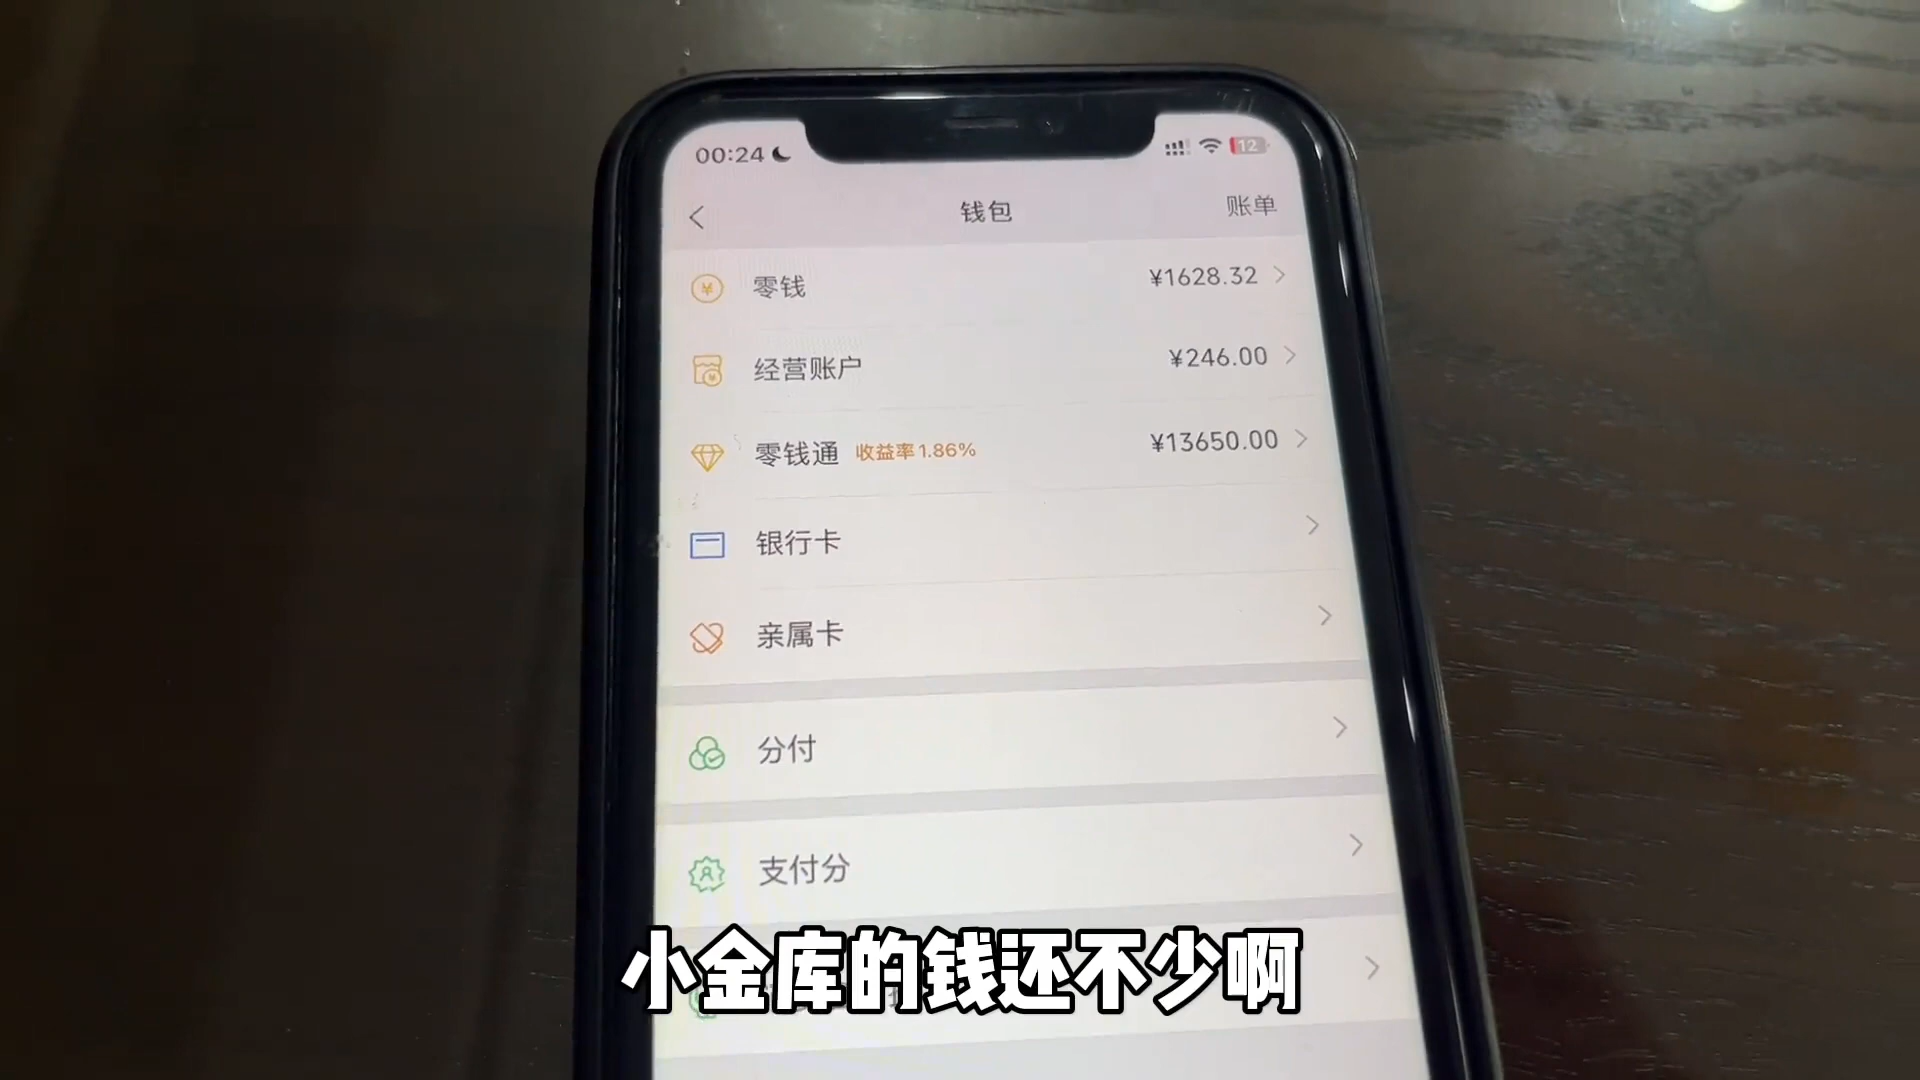 00:24
12
钱包
账单
零钱
¥1628.32
经营账户
¥246.00
零钱通 收益率1.86%
¥13650.00
银行卡
亲属卡
分付
支付分
小金库的钱还不少啊